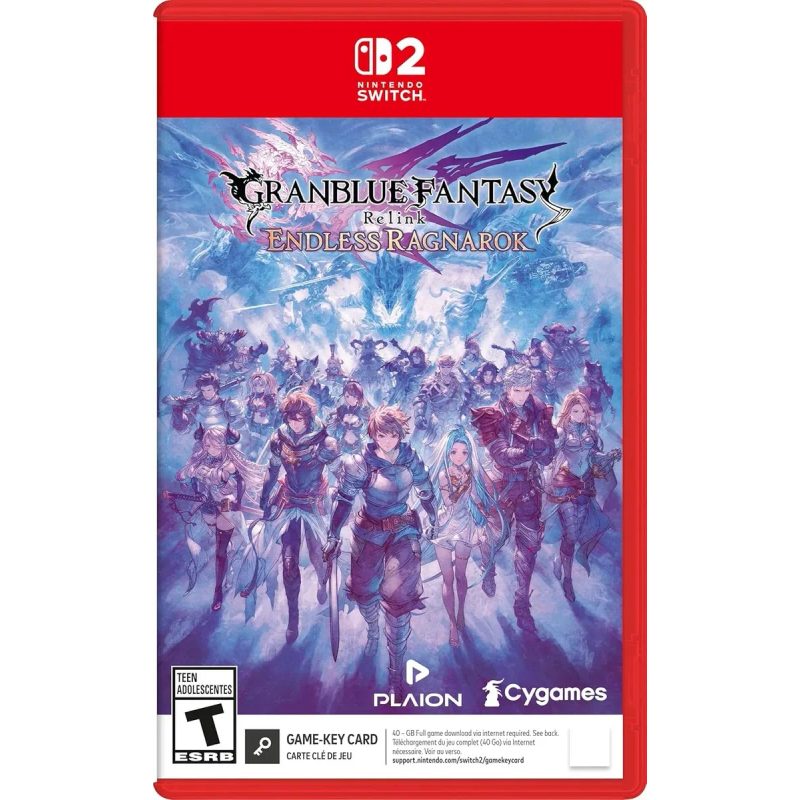 2
NINTENDO
SWITCH™
GRANBLUE FANTASY
Relink
ENDLESS RAGNAROK
TEEN
ADOLESCENTES
T
ESRB
PLAION
Cygames
GAME-KEY CARD
CARTE CLÉ DE JEU
40 – GB Full game download via internet required. See back.
Téléchargement du jeu complet (40 Go) via Internet
nécessaire. Voir au verso.
support.nintendo.com/switch2/gamekeycard